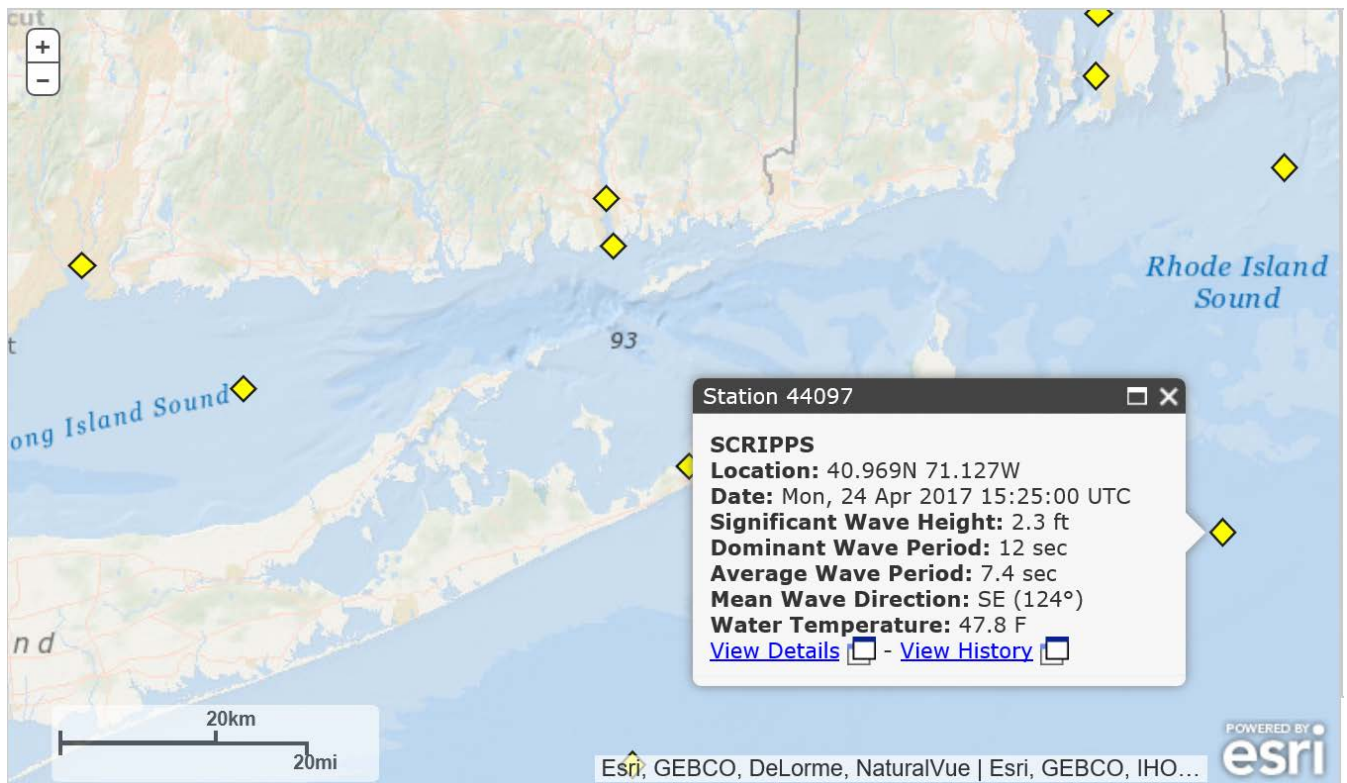 cut
+
−
Rhode Island
Sound
t
93
ong Island Sound
Station 44097
SCRIPPS
Location: 40.969N 71.127W
Date: Mon, 24 Apr 2017 15:25:00 UTC
Significant Wave Height: 2.3 ft
Dominant Wave Period: 12 sec
Average Wave Period: 7.4 sec
Mean Wave Direction: SE (124°)
Water Temperature: 47.8 F
View Details - View History
nd
20km
20mi
Esri, GEBCO, DeLorme, NaturalVue | Esri, GEBCO, IHO…
POWERED BY
esri